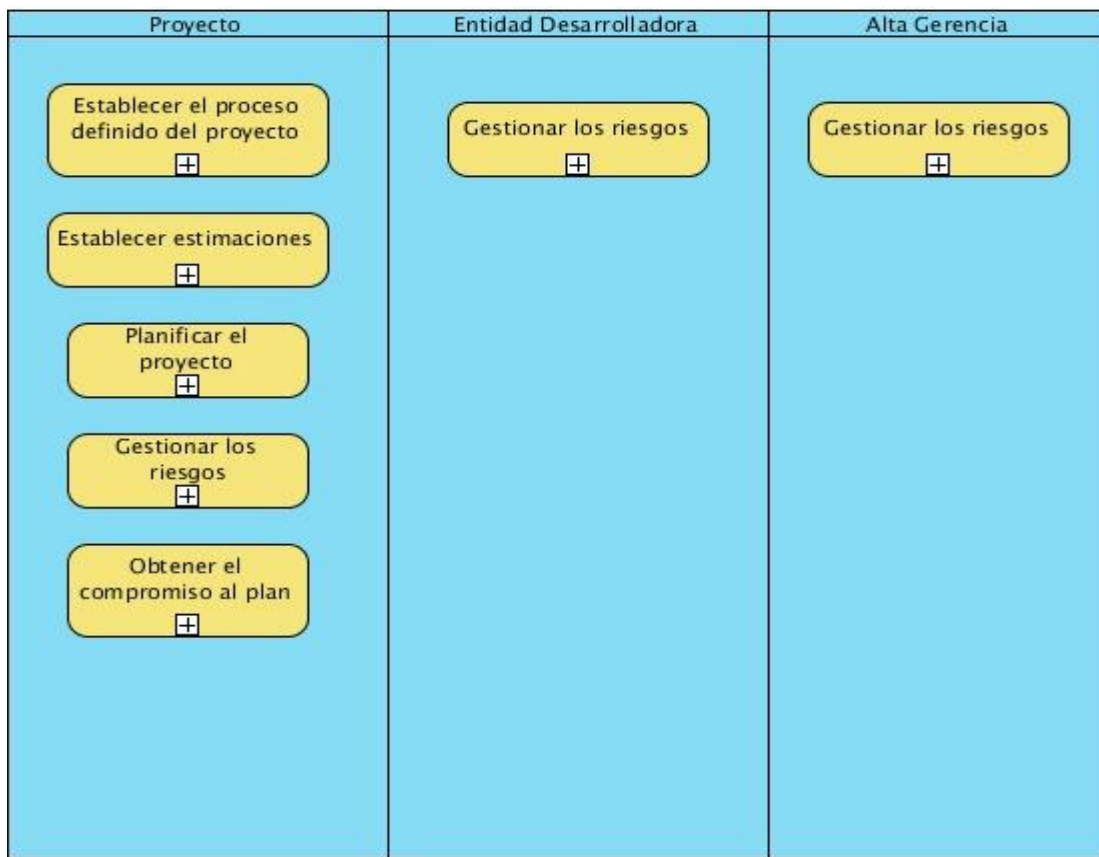 Proyecto
Entidad Desarrolladora
Alta Gerencia
Establecer el proceso
definido del proyecto
Establecer estimaciones
Planificar el
proyecto
Gestionar los
riesgos
Obtener el
compromiso al plan
Gestionar los riesgos
Gestionar los riesgos